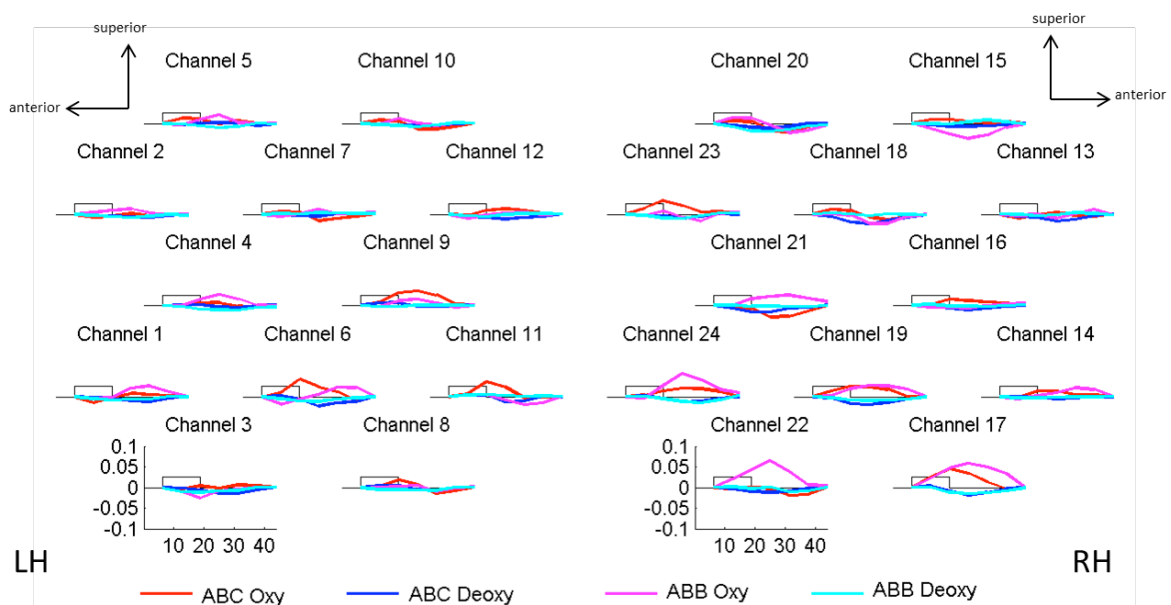 superior superior
Channel 5 Channel 10 Channel 20 Channel 15
anterior anterior
Channel 2 Channel 7 Channel 12 Channel 23 Channel 18 Channel 13
Channel 4 Channel 9 Channel 21 Channel 16
Channel 1 Channel 6 Channel 11 Channel 24 Channel 19 Channel 14
Channel 3 Channel 8 Channel 22 Channel 17
0.1 0.1
0.05 0.05
0 0
-0.05 -0.05
-0.1 -0.1
10 20 30 40 10 20 30 40
LH RH
ABC Oxy ABC Deoxy ABB Oxy ABB Deoxy